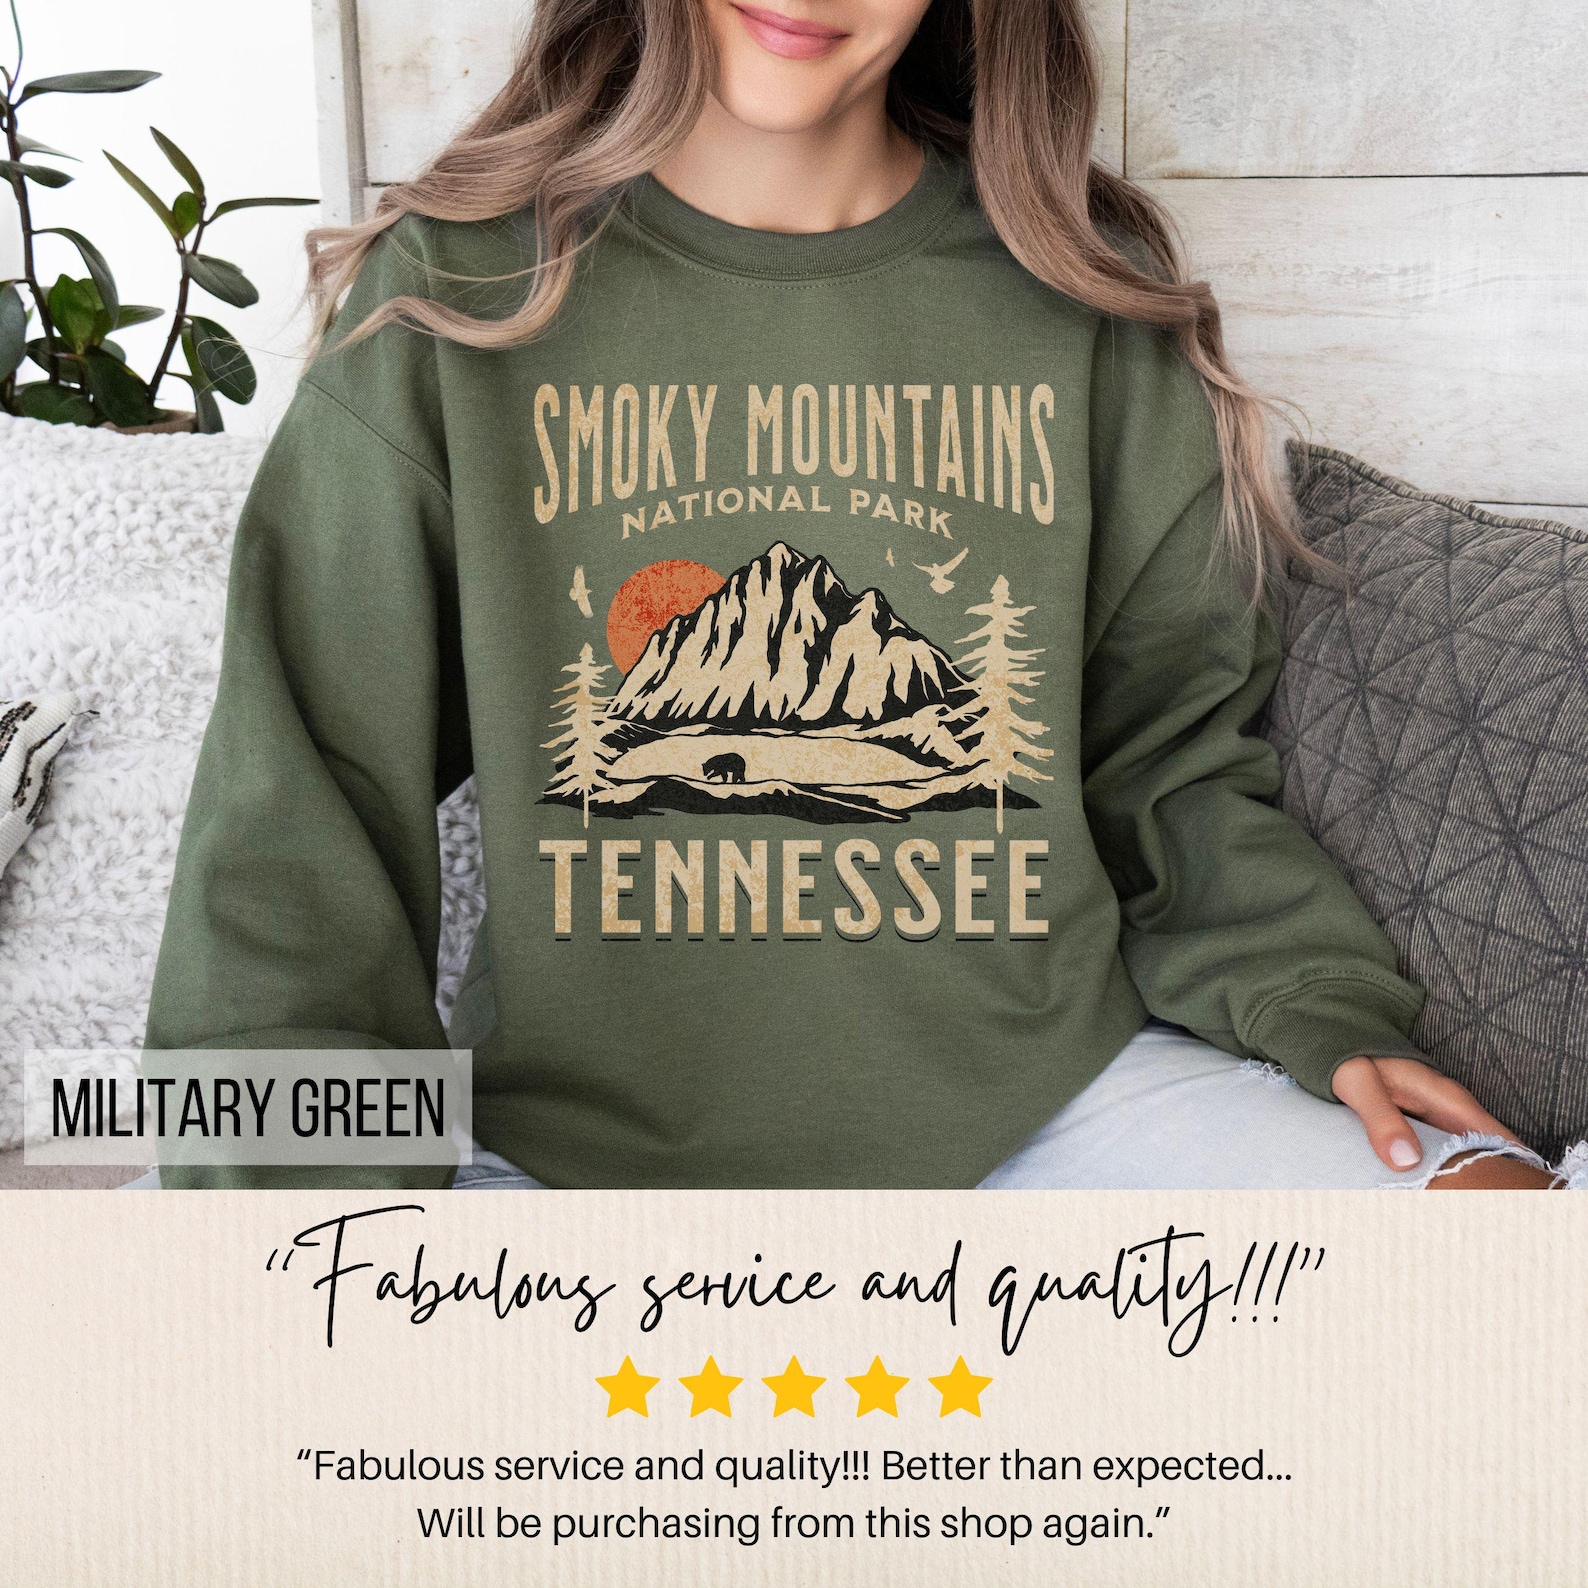 SMOKY MOUNTAINS
NATIONAL PARK
TENNESSEE
MILITARY GREEN
“Fabulous service and quality!!!”
“Fabulous service and quality!!! Better than expected...
Will be purchasing from this shop again.”